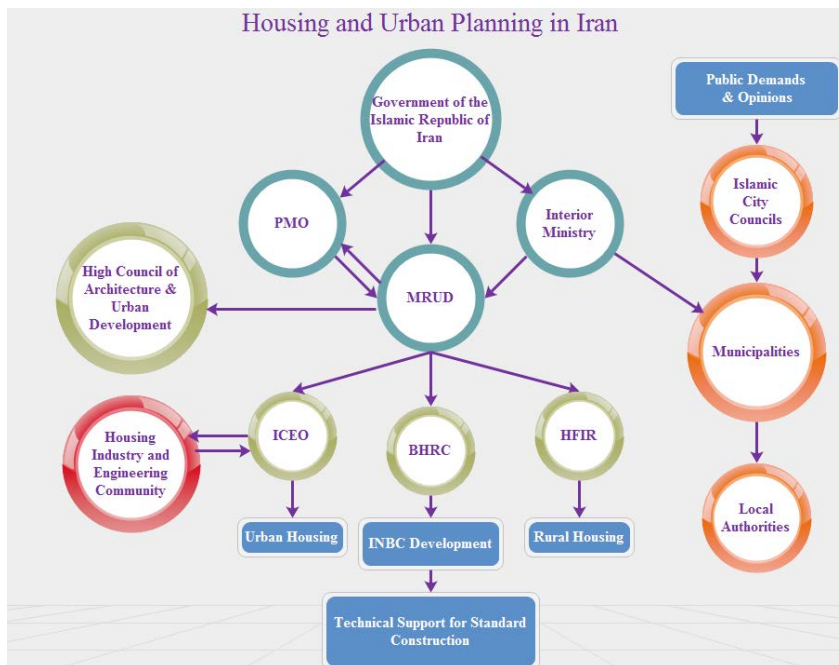 Housing and Urban Planning in Iran
Government of the
Islamic Republic of
Iran
Public Demands
& Opinions
PMO
Interior
Ministry
Islamic
City
Councils
High Council of
Architecture &
Urban
Development
MRUD
Municipalities
Housing
Industry and
Engineering
Community
ICEO
BHRC
HFIR
Local
Authorities
Urban Housing
INBC Development
Rural Housing
Technical Support for Standard
Construction